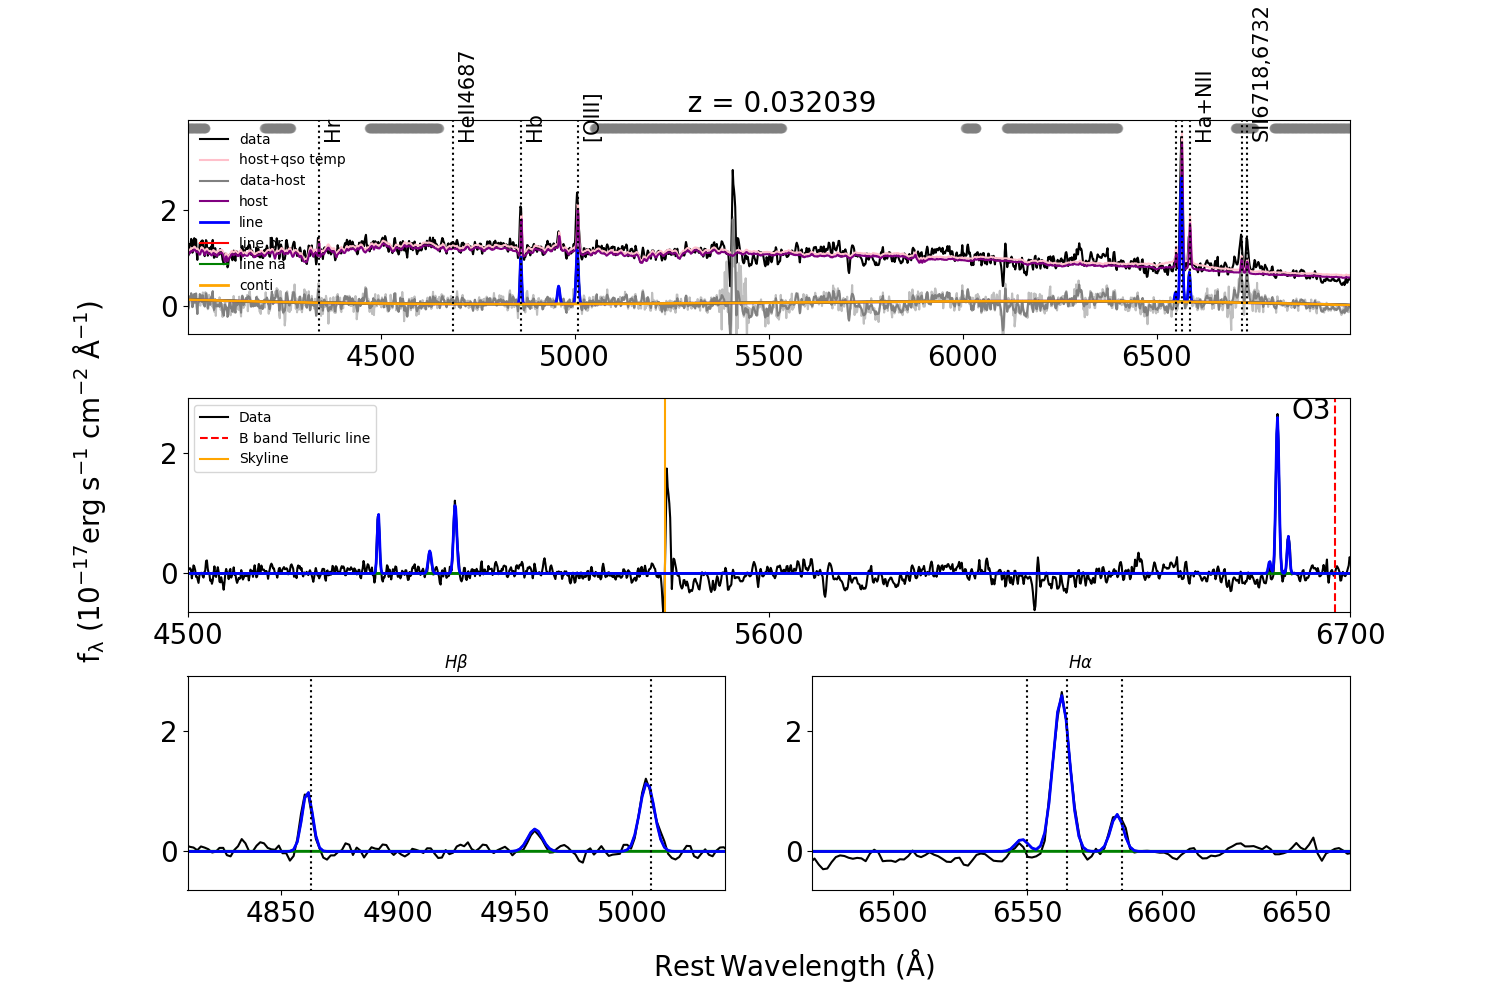 z = 0.032039
Hr
HeII4687
Hb
[OIII]
Ha+NII
SII6718,6732
data
host+qso temp
data-host
host
line
line br
line na
conti
2
0
4500
5000
5500
6000
6500
fλ (10⁻¹⁷erg s⁻¹ cm⁻² Å⁻¹)
Data
B band Telluric line
Skyline
O3
2
0
4500
5600
6700
Hβ
2
0
4850
4900
4950
5000
Hα
2
0
6500
6550
6600
6650
Rest Wavelength (Å)